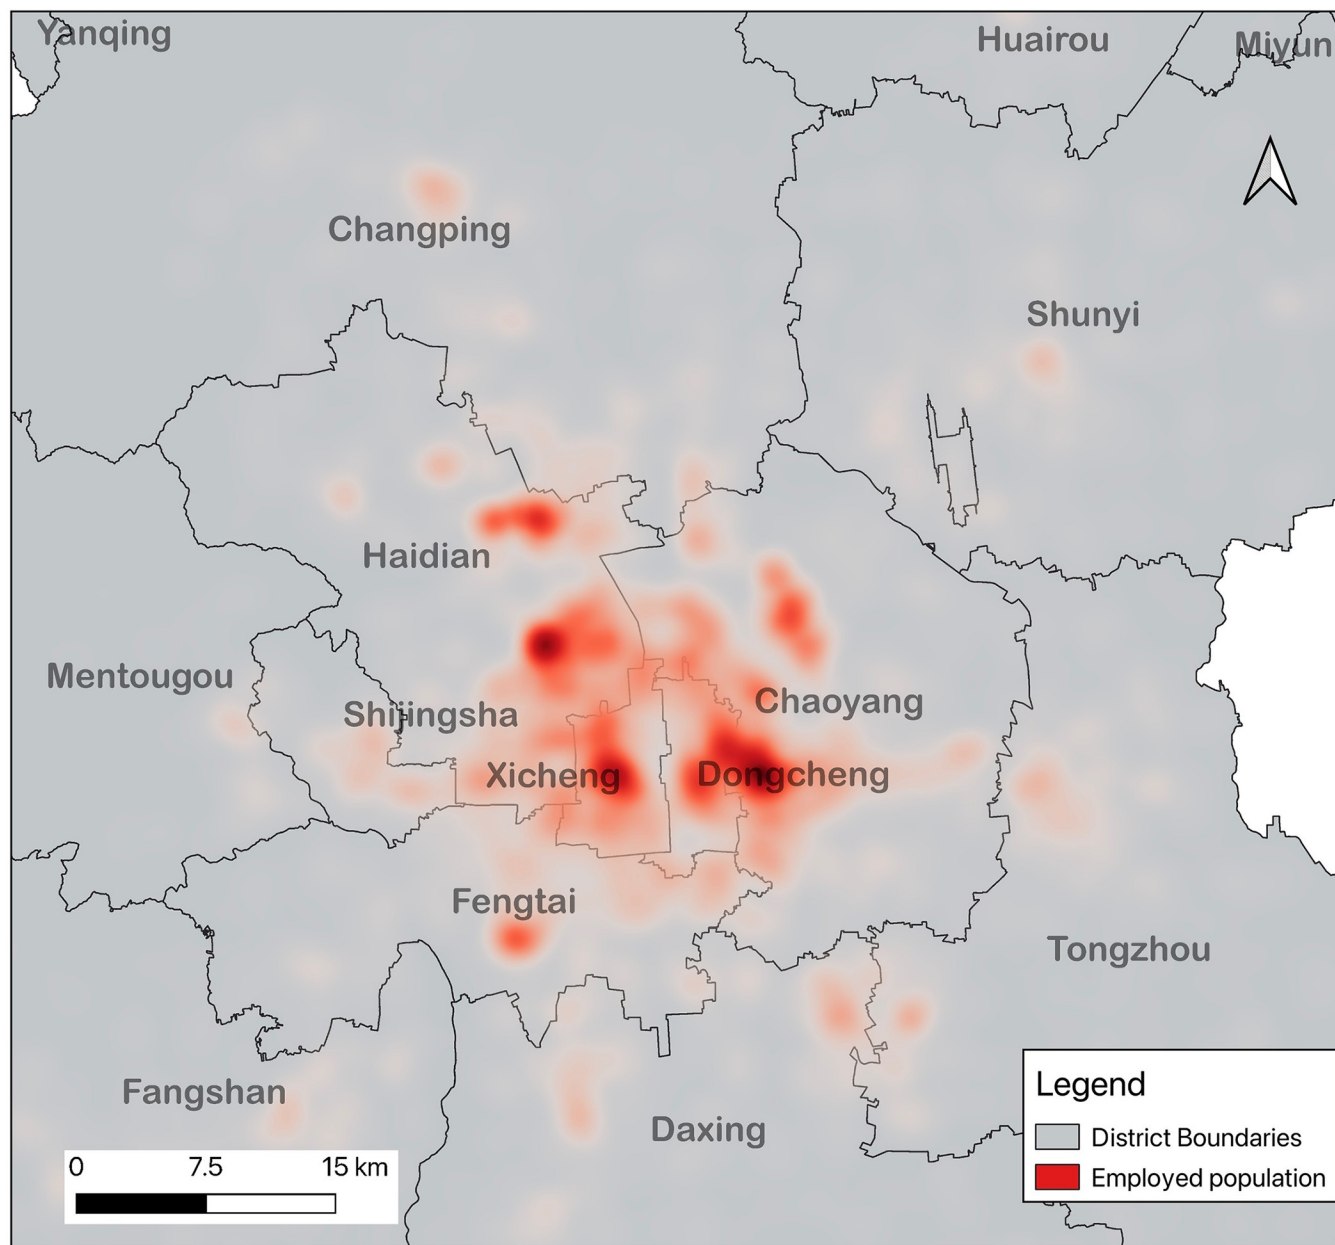 Yanqing
Huairou
Miyun
Changping
Shunyi
Haidian
Mentougou
Shijingsha
Chaoyang
Xicheng
Dongcheng
Fengtai
Tongzhou
Fangshan
Daxing
Legend
District Boundaries
Employed population
0 7.5 15 km